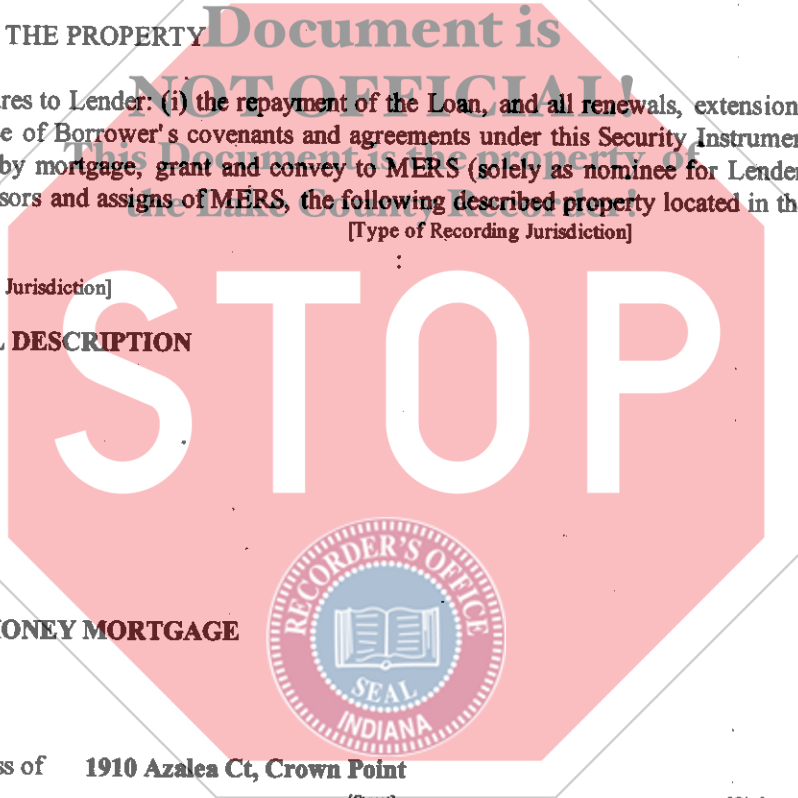 THE PROPERTY
Document is
NOT OFFICIAL!
res to Lender: (i) the repayment of the Loan, and all renewals, extension
e of Borrower's covenants and agreements under this Security Instrumen
This Document is the property of
by mortgage, grant and convey to MERS (solely as nominee for Lender
sors and assigns of MERS, the following described property located in th
the Lake County Recorder!
[Type of Recording Jurisdiction]
:
Jurisdiction]
DESCRIPTION
STOP
RECORDER'S OFFICE
SEAL
INDIANA
ONEY MORTGAGE
ss of 1910 Azalea Ct, Crown Point